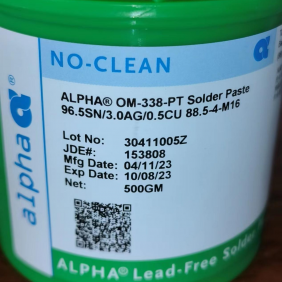 alpha
NO-CLEAN
ALPHA® OM-338-PT Solder Paste
96.5SN/3.0AG/0.5CU 88.5-4-M16
Lot No: 30411005Z
JDE#: 153808
Mfg Date: 04/11/23
Exp Date: 10/08/23
Net: 500GM
ALPHA® Lead-Free Solder